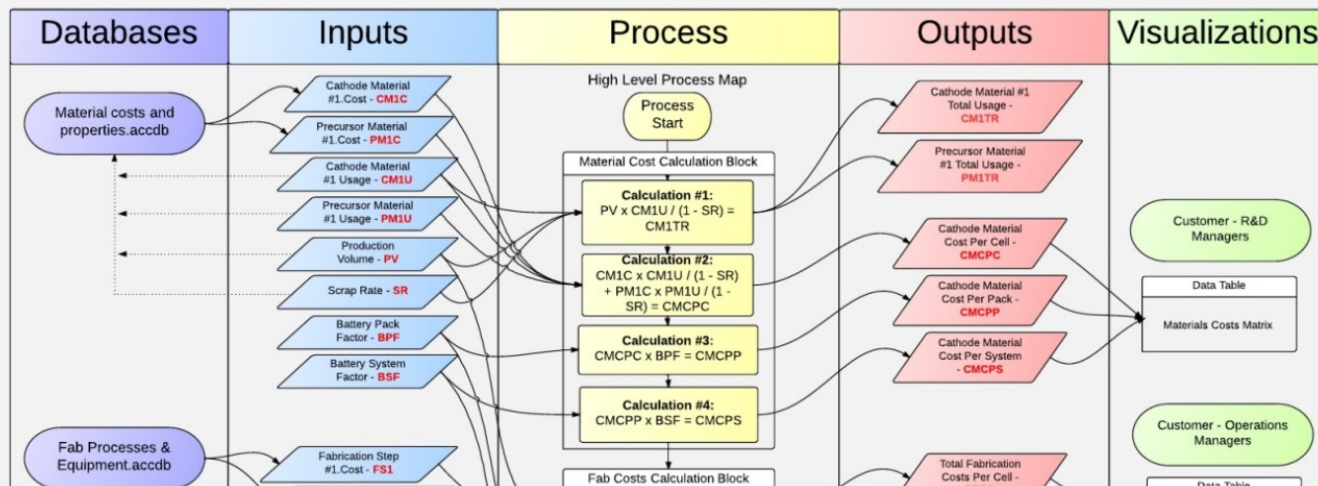 Databases
Inputs
Process
Outputs
Visualizations
Material costs and
properties.accdb
Fab Processes &
Equipment.accdb
Cathode Material
#1.Cost - CM1C
Precursor Material
#1.Cost - PM1C
Cathode Material
#1 Usage - CM1U
Precursor Material
#1 Usage - PM1U
Production
Volume - PV
Scrap Rate - SR
Battery Pack
Factor - BPF
Battery System
Factor - BSF
Fabrication Step
#1.Cost - FS1
High Level Process Map
Process
Start
Material Cost Calculation Block
Calculation #1:
PV x CM1U / (1 - SR) =
CM1TR
Calculation #2:
CM1C x CM1U / (1 - SR)
+ PM1C x PM1U / (1 -
SR) = CMCPC
Calculation #3:
CMCPC x BPF = CMCPP
Calculation #4:
CMCPP x BSF = CMCPS
Fab Costs Calculation Block
Cathode Material #1
Total Usage -
CM1TR
Precursor Material
#1 Total Usage -
PM1TR
Cathode Material
Cost Per Cell -
CMCPC
Cathode Material
Cost Per Pack -
CMCPP
Cathode Material
Cost Per System
- CMCPS
Total Fabrication
Costs Per Cell -
Customer - R&D
Managers
Data Table
Materials Costs Matrix
Customer - Operations
Managers
Data Table